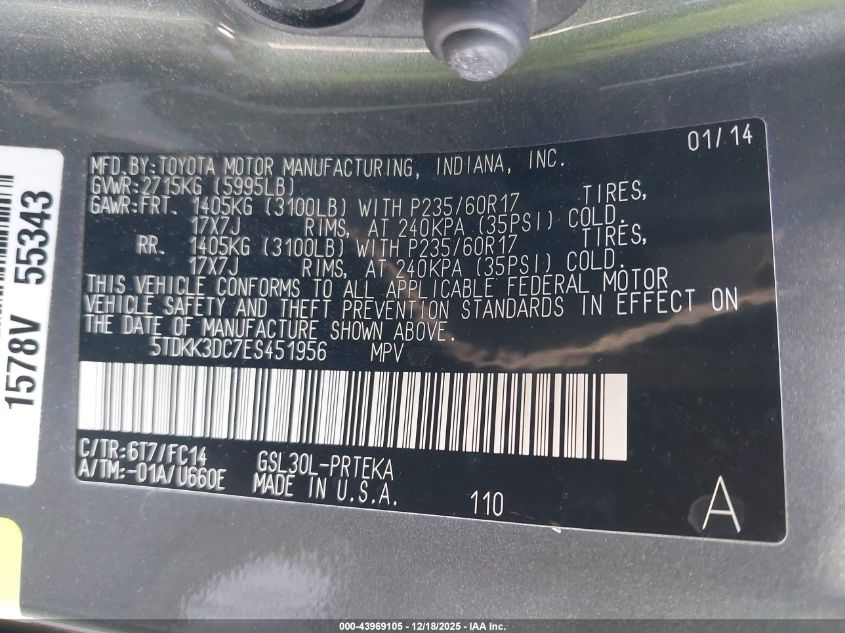 01/14
MFD.BY:TOYOTA MOTOR MANUFACTURING, INDIANA, INC.
GVWR:2715KG (5995LB)
GAWR:FRT. 1405KG (3100LB) WITH P235/60R17 TIRES,
17X7J RIMS, AT 240KPA (35PSI) COLD.
RR. 1405KG (3100LB) WITH P235/60R17 TIRES,
17X7J RIMS, AT 240KPA (35PSI) COLD.
THIS VEHICLE CONFORMS TO ALL APPLICABLE FEDERAL MOTOR
VEHICLE SAFETY AND THEFT PREVENTION STANDARDS IN EFFECT ON
THE DATE OF MANUFACTURE SHOWN ABOVE.
5TDKK3DC7ES451956 MPV
C/TR:6T7/FC14 GSL30L-PRTEKA
A/TM:-01A/U660E MADE IN U.S.A. 110 A
1578V 55343
000-43969105 - 12/18/2025 - IAA Inc.